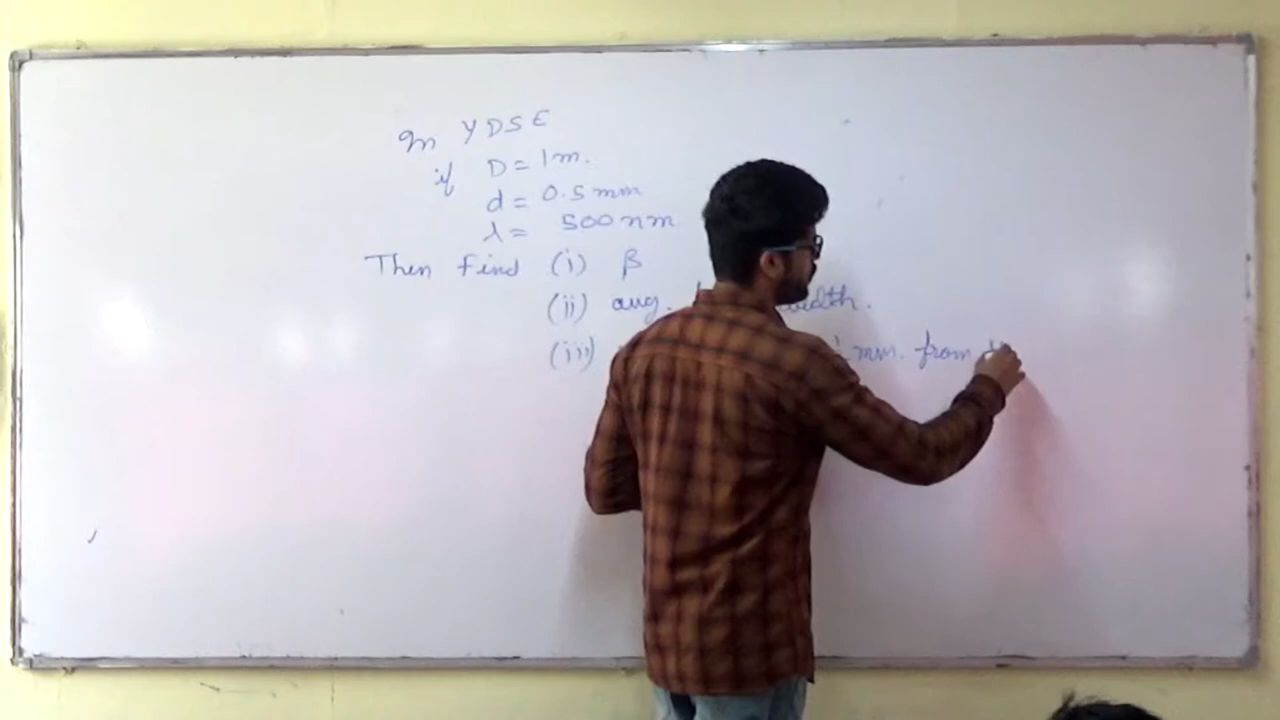 In YDSE
if D = 1m.
d = 0.5 mm
λ = 500 nm
Then find (i) β
(ii) ang. width.
(iii) mm. from